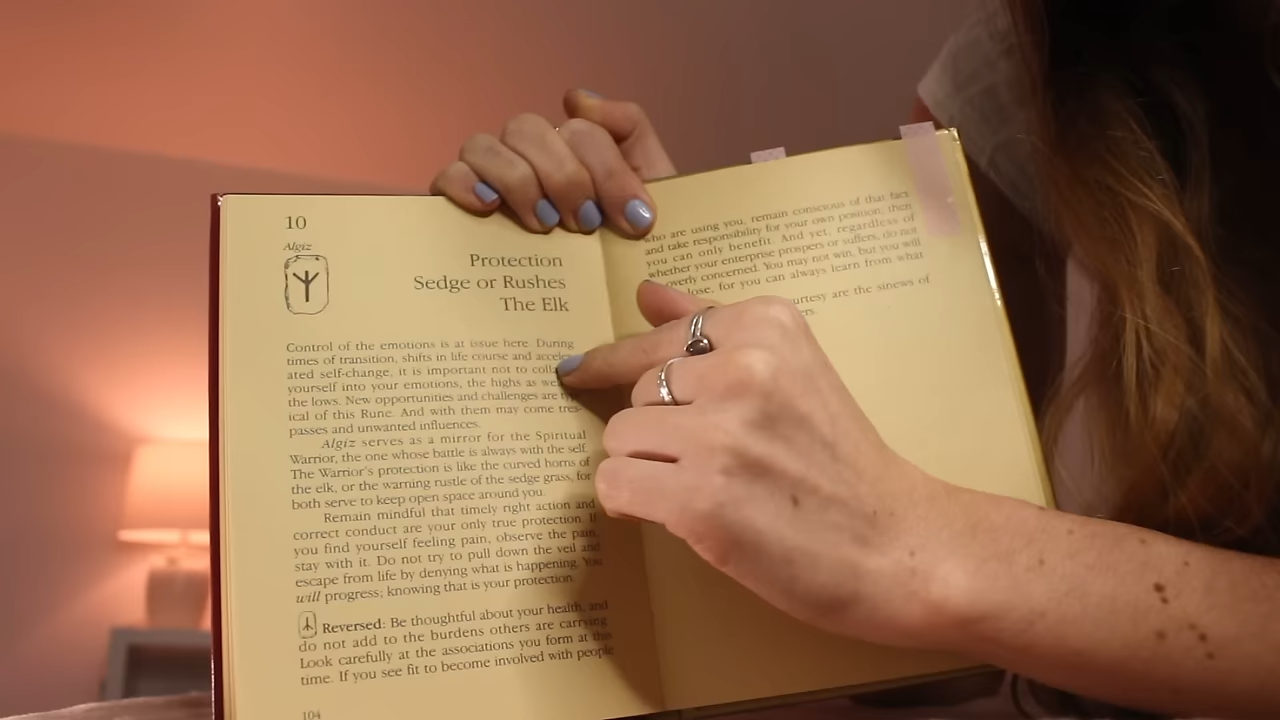 10
Algiz
Protection
Sedge or Rushes
The Elk
Control of the emotions is at issue here. During
times of transition, shifts in life course and acceler-
ated self-change, it is important not to
yourself into your emotions, the highs as
the lows. New opportunities and challenges are
ical of this Rune. And with them may come tres-
passes and unwanted influences.
Algiz serves as a mirror for the Spiritual
Warrior, the one whose battle is always with the self.
The Warrior's protection is like the curved horns of
the elk, or the warning rustle of the sedge grass, for
both serve to keep open space around you.
Remain mindful that timely right action and
correct conduct are your only true protection. If
you find yourself feeling pain, observe the pain,
stay with it. Do not try to pull down the veil and
escape from life by denying what is happening. You
will progress; knowing that is your protection.
Reversed: Be thoughtful about your health, and
do not add to the burdens others are carrying.
Look carefully at the associations you form at this
time. If you see fit to become involved with people
104
who are using you, remain conscious of that fact
and take responsibility for your own position, then
you can only benefit. And yet, regardless of
whether your enterprise prospers or suffers, do not
overly concerned. You may not win, but you will
lose, for you can always learn from what
are the sinews of